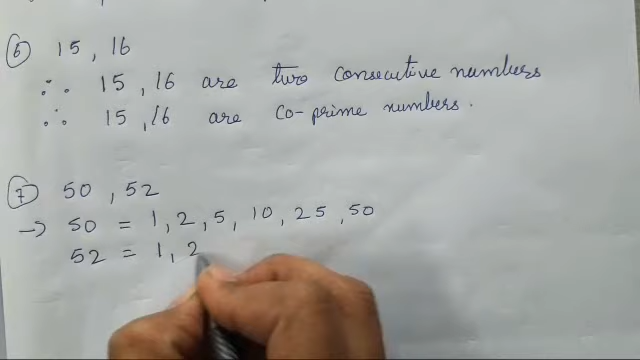 6 15 , 16
∴ 15 , 16 are two consecutive numbers
∴ 15 , 16 are co-prime numbers.
7 50 , 52
→ 50 = 1, 2, 5, 10, 25, 50
52 = 1, 2